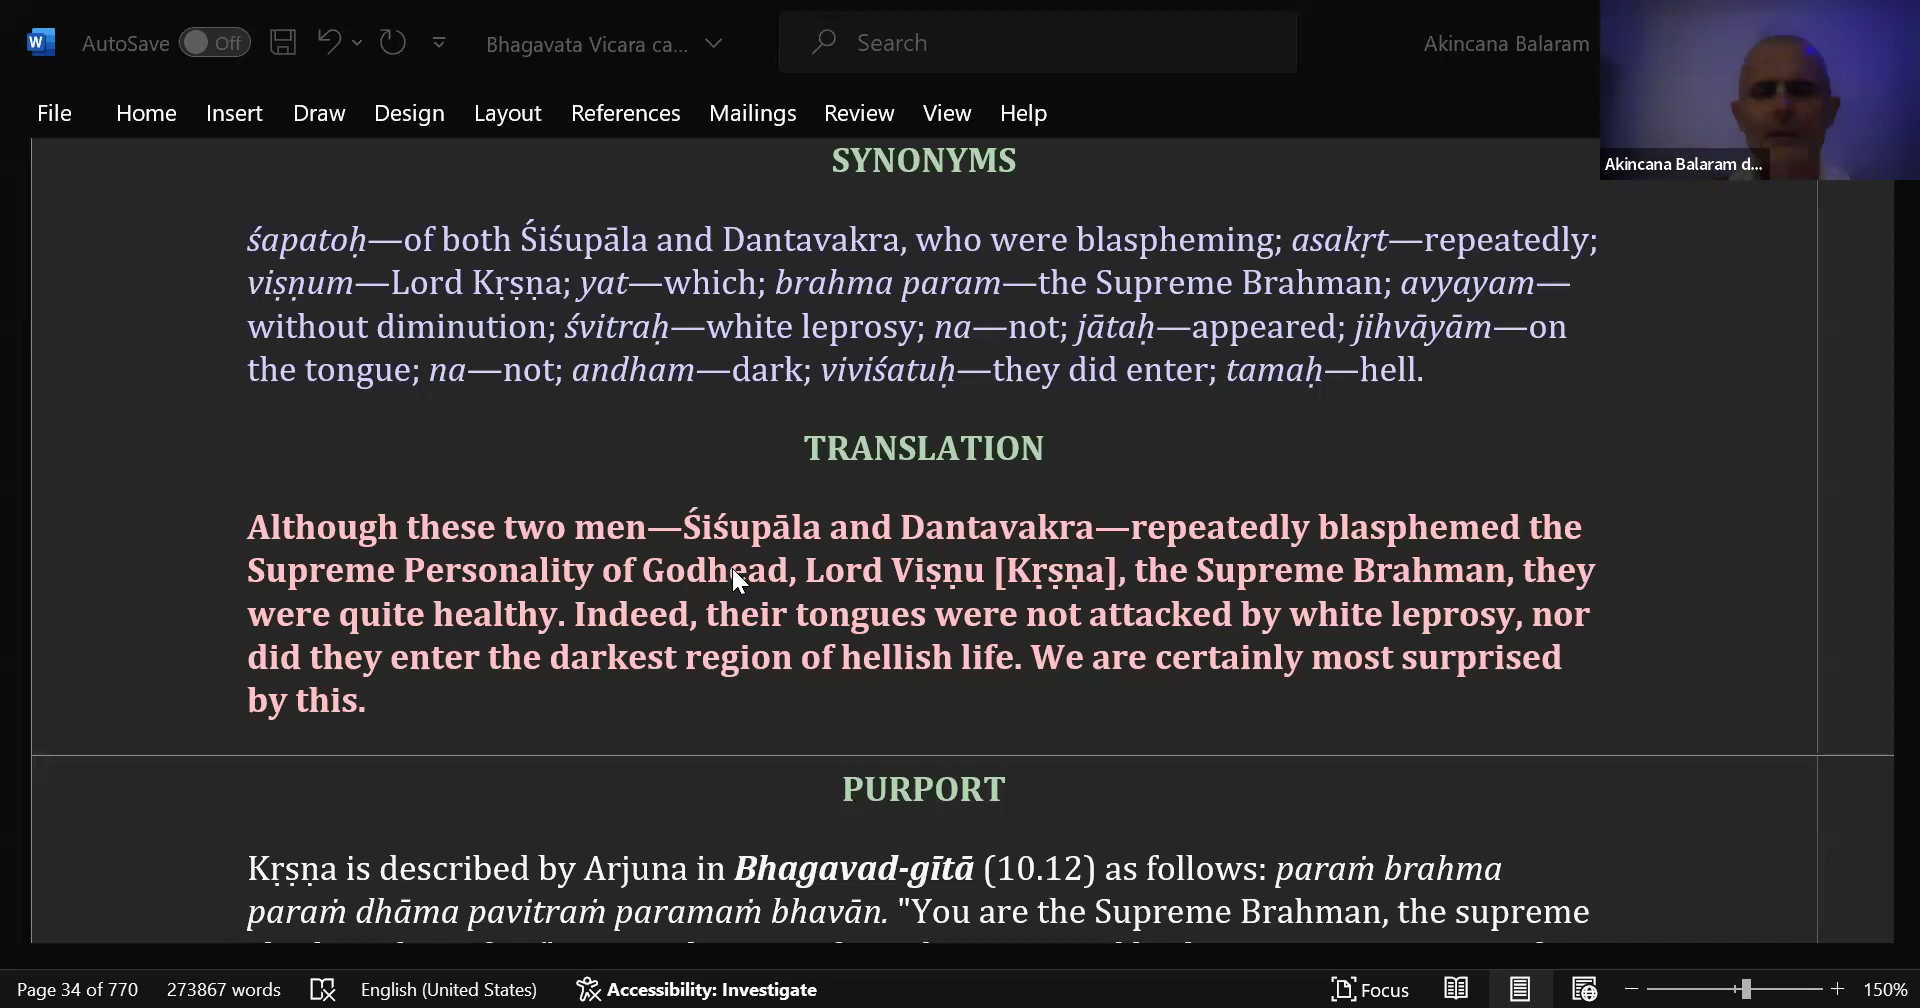 W AutoSave Off Bhagavata Vicara ca... Search Akincana Balaram
File Home Insert Draw Design Layout References Mailings Review View Help
Akincana Balaram d...
SYNONYMS
śapatoḥ—of both Śiśupāla and Dantavakra, who were blaspheming; asakṛt—repeatedly;
viṣṇum—Lord Kṛṣṇa; yat—which; brahma param—the Supreme Brahman; avyayam—
without diminution; śvitraḥ—white leprosy; na—not; jātaḥ—appeared; jihvāyām—on
the tongue; na—not; andham—dark; viviśatuḥ—they did enter; tamaḥ—hell.
TRANSLATION
Although these two men—Śiśupāla and Dantavakra—repeatedly blasphemed the
Supreme Personality of Godhead, Lord Viṣṇu [Kṛṣṇa], the Supreme Brahman, they
were quite healthy. Indeed, their tongues were not attacked by white leprosy, nor
did they enter the darkest region of hellish life. We are certainly most surprised
by this.
PURPORT
Kṛṣṇa is described by Arjuna in Bhagavad-gītā (10.12) as follows: paraṁ brahma
paraṁ dhāma pavitraṁ paramaṁ bhavān. "You are the Supreme Brahman, the supreme
Page 34 of 770 273867 words English (United States) Accessibility: Investigate Focus 150%